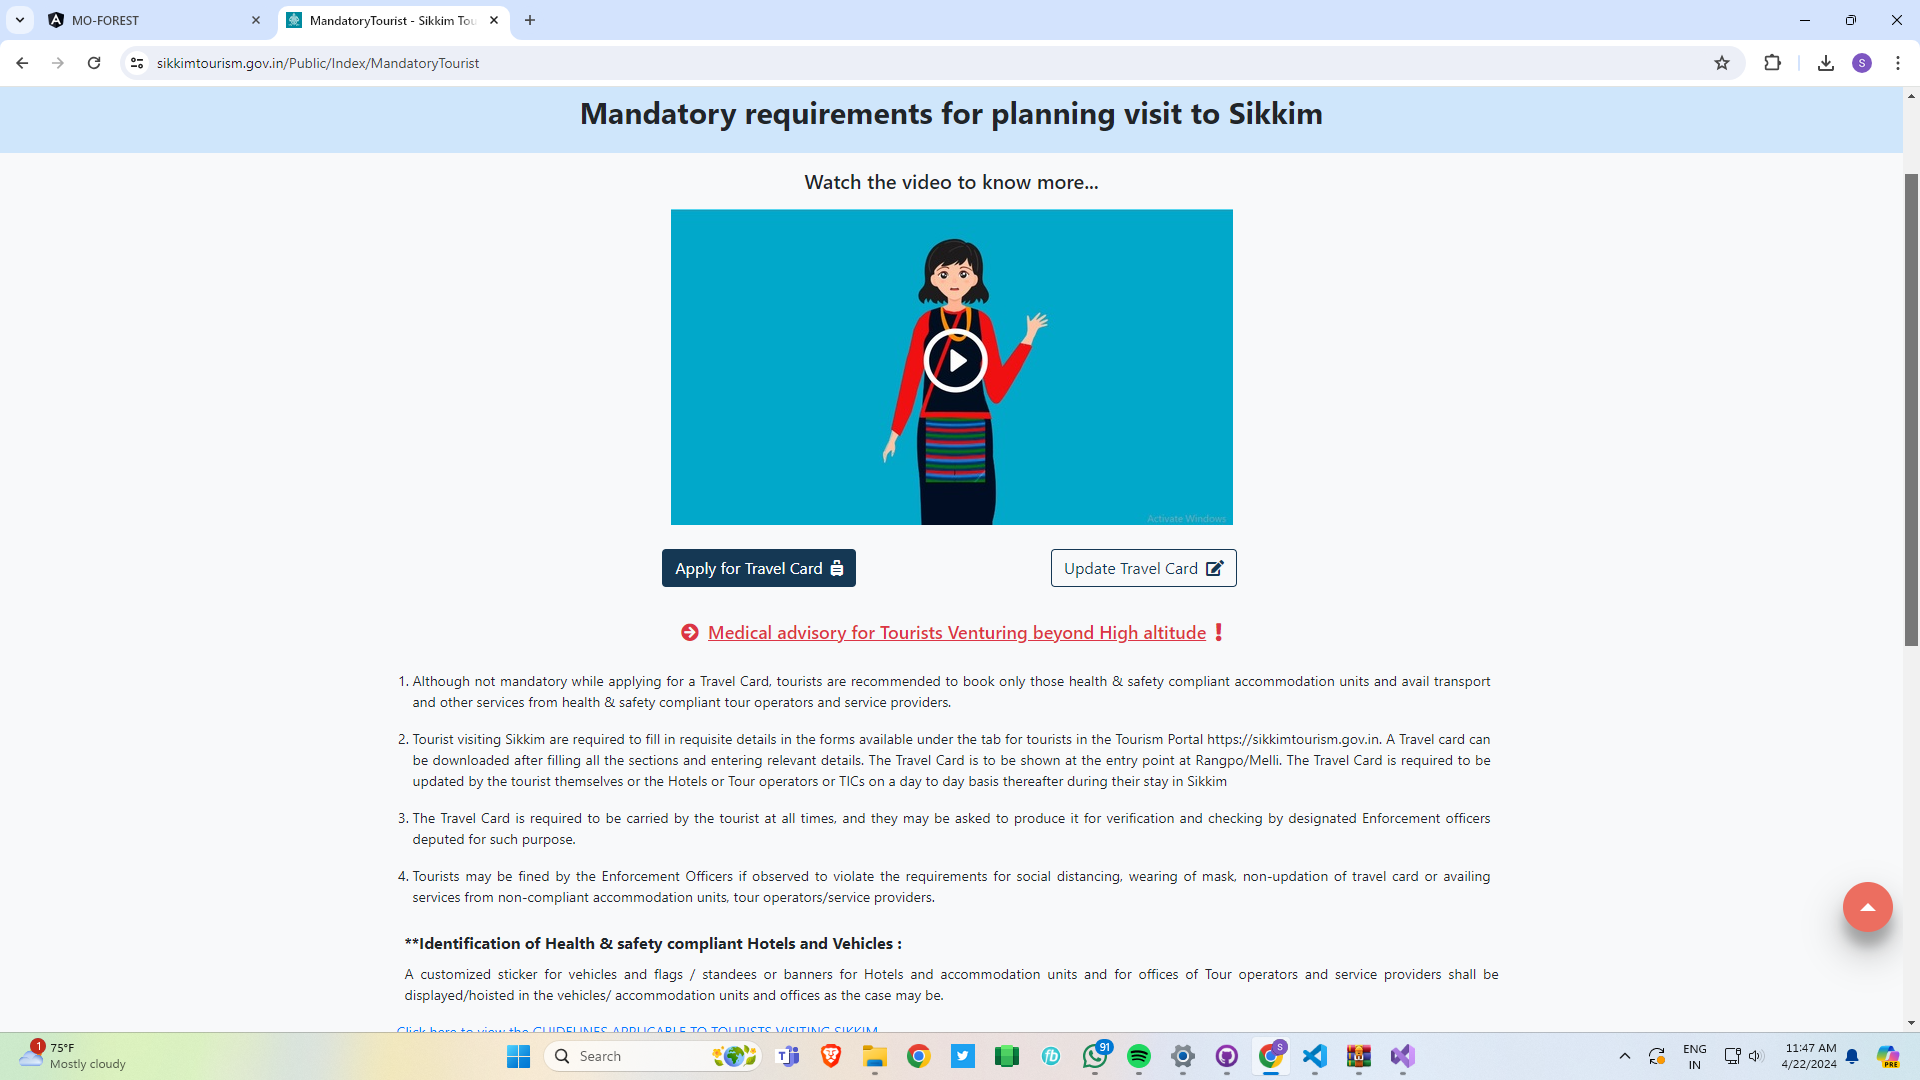 MO-FOREST
MandatoryTourist - Sikkim Tou
sikkimtourism.gov.in/Public/Index/MandatoryTourist
S
Mandatory requirements for planning visit to Sikkim
Watch the video to know more...
Activate Windows
Apply for Travel Card
Update Travel Card
Medical advisory for Tourists Venturing beyond High altitude
1. Although not mandatory while applying for a Travel Card, tourists are recommended to book only those health & safety compliant accommodation units and avail transport
and other services from health & safety compliant tour operators and service providers.
2. Tourist visiting Sikkim are required to fill in requisite details in the forms available under the tab for tourists in the Tourism Portal https://sikkimtourism.gov.in. A Travel card can
be downloaded after filling all the sections and entering relevant details. The Travel Card is to be shown at the entry point at Rangpo/Melli. The Travel Card is required to be
updated by the tourist themselves or the Hotels or Tour operators or TICs on a day to day basis thereafter during their stay in Sikkim
3. The Travel Card is required to be carried by the tourist at all times, and they may be asked to produce it for verification and checking by designated Enforcement officers
deputed for such purpose.
4. Tourists may be fined by the Enforcement Officers if observed to violate the requirements for social distancing, wearing of mask, non-updation of travel card or availing
services from non-compliant accommodation units, tour operators/service providers.
**Identification of Health & safety compliant Hotels and Vehicles :
A customized sticker for vehicles and flags / standees or banners for Hotels and accommodation units and for offices of Tour operators and service providers shall be
displayed/hoisted in the vehicles/ accommodation units and offices as the case may be.
Click here to view the GUIDELINES APPLICABLE TO TOURISTS VISITING SIKKIM
1
75°F
Mostly cloudy
Search
fb
91
S
ENG
IN
11:47 AM
4/22/2024
PRE